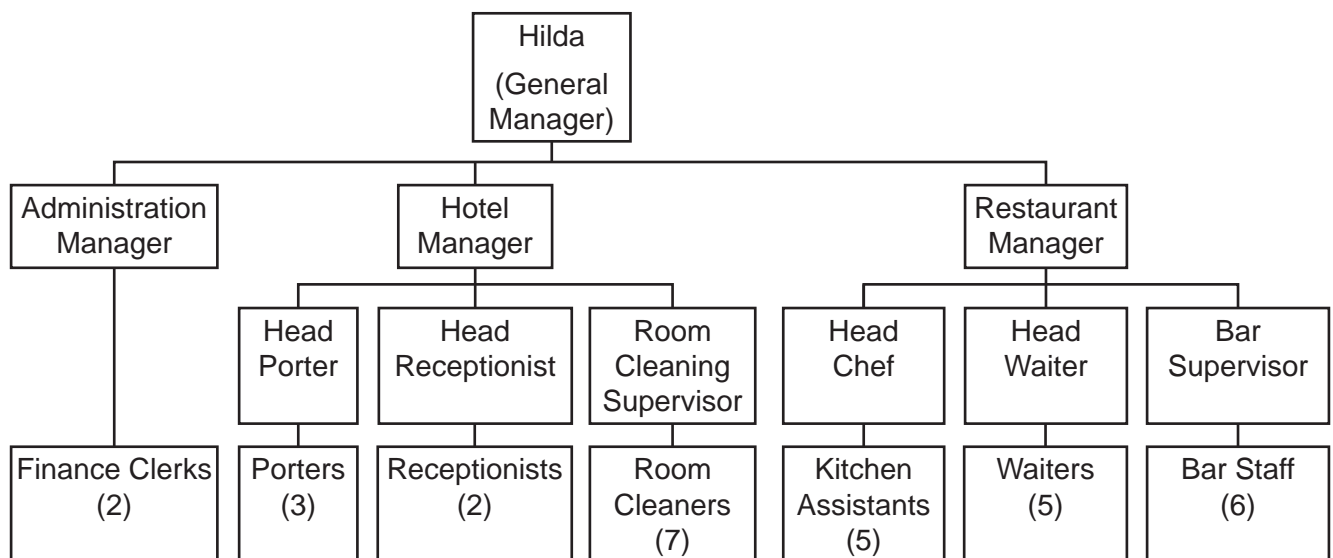 Hilda
(General
Manager)
Administration
Manager
Hotel
Manager
Restaurant
Manager
Head
Porter
Head
Receptionist
Room
Cleaning
Supervisor
Head
Chef
Head
Waiter
Bar
Supervisor
Finance Clerks
(2)
Porters
(3)
Receptionists
(2)
Room
Cleaners
(7)
Kitchen
Assistants
(5)
Waiters
(5)
Bar Staff
(6)